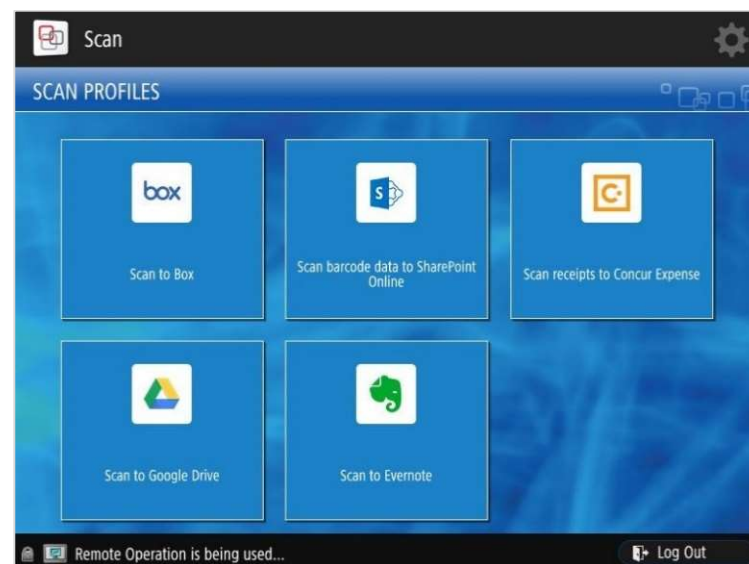 Scan
SCAN PROFILES
box
Scan to Box
S
Scan barcode data to SharePoint
Online
C
Scan receipts to Concur Expense
Scan to Google Drive
Scan to Evernote
Remote Operation is being used...
Log Out